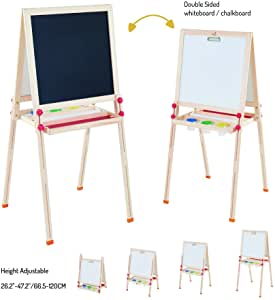 Double Sided
whiteboard / chalkboard
Height Adjustable
26.2"-47.2"/66.5-120CM